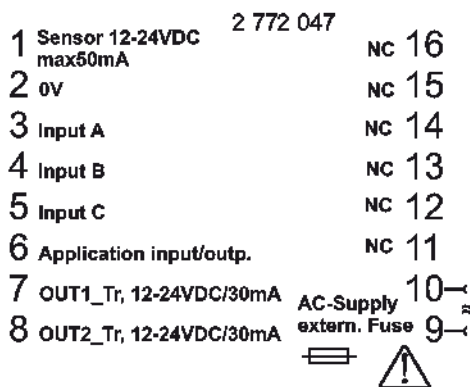 2 772 047
1 Sensor 12-24VDC
max50mA
2 0V
3 Input A
4 Input B
5 Input C
6 Application input/outp.
7 OUT1_Tr, 12-24VDC/30mA
8 OUT2_Tr, 12-24VDC/30mA
NC 16
NC 15
NC 14
NC 13
NC 12
NC 11
AC-Supply 10
extern. Fuse 9
≈